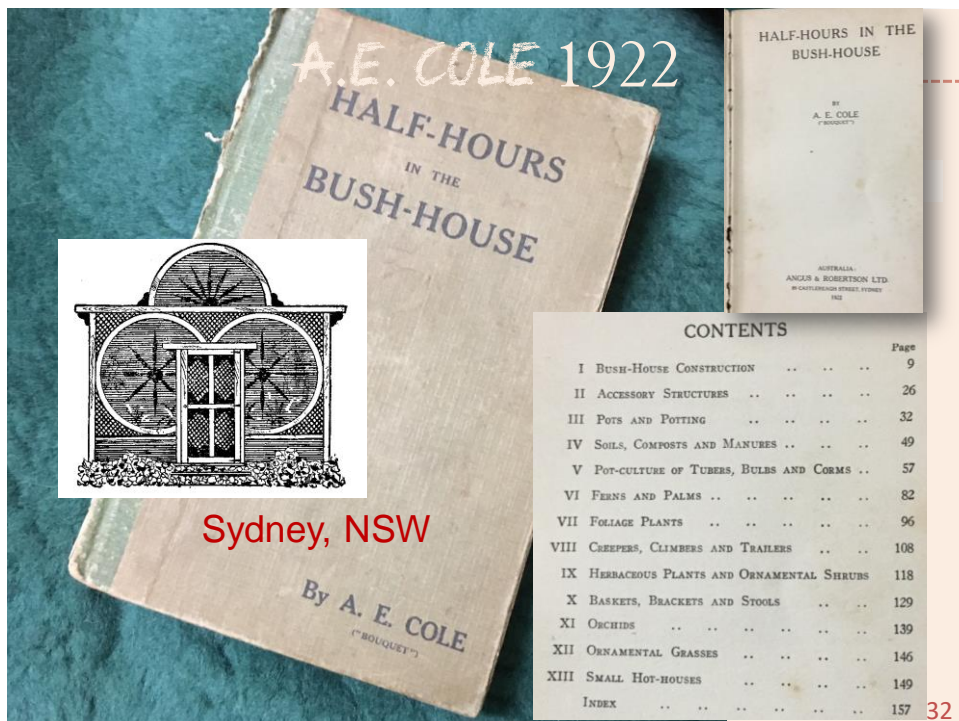 A.E. COLE 1922
HALF-HOURS
IN THE
BUSH-HOUSE
By A. E. COLE
("BOUQUET")
HALF-HOURS IN THE
BUSH-HOUSE
BY
A. E. COLE
("BOUQUET")
AUSTRALIA:
ANGUS & ROBERTSON LTD.
89 CASTLEREAGH STREET, SYDNEY
1922
Sydney, NSW
CONTENTS
Page
I BUSH-HOUSE CONSTRUCTION .. .. .. 9
II ACCESSORY STRUCTURES .. .. .. .. 26
III POTS AND POTTING .. .. .. .. 32
IV SOILS, COMPOSTS AND MANURES .. .. .. 49
V POT-CULTURE OF TUBERS, BULBS AND CORMS .. 57
VI FERNS AND PALMS .. .. .. .. .. 82
VII FOLIAGE PLANTS .. .. .. .. .. 96
VIII CREEPERS, CLIMBERS AND TRAILERS .. .. 108
IX HERBACEOUS PLANTS AND ORNAMENTAL SHRUBS 118
X BASKETS, BRACKETS AND STOOLS .. .. 129
XI ORCHIDS .. .. .. .. .. .. 139
XII ORNAMENTAL GRASSES .. .. .. .. 146
XIII SMALL HOT-HOUSES .. .. .. .. 149
INDEX .. .. .. .. .. .. 157
32